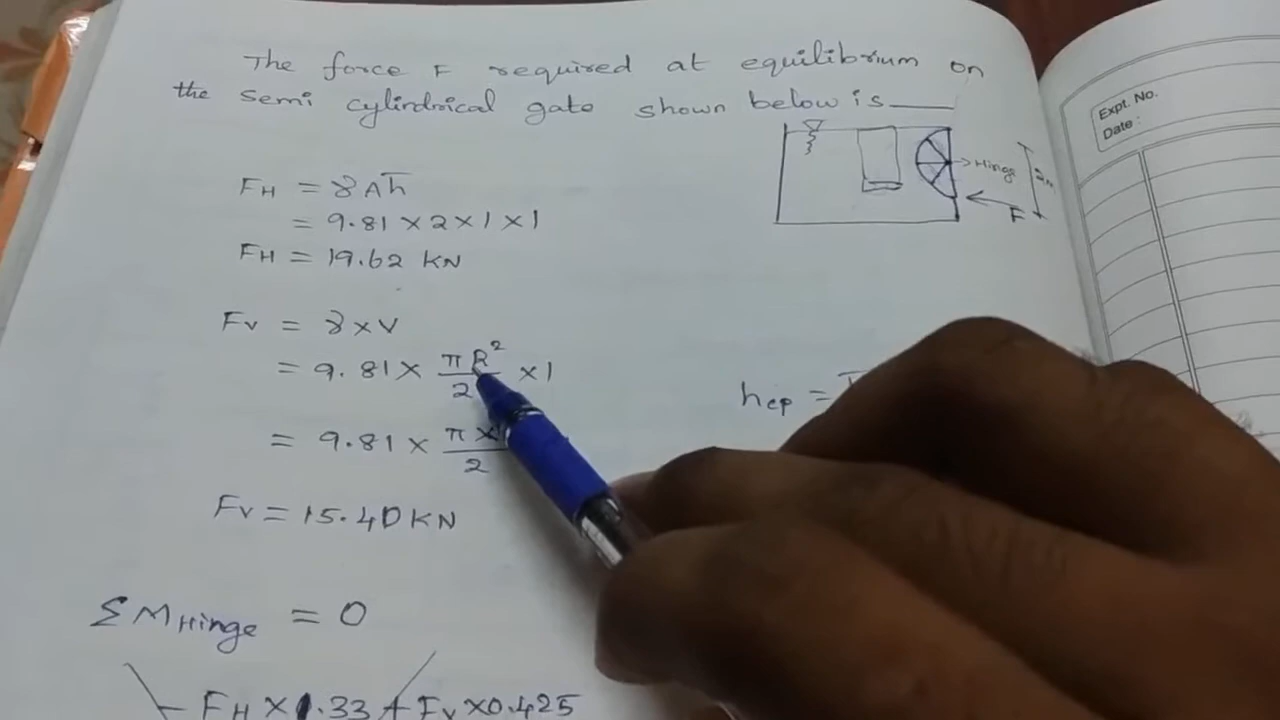 The force F required at equilibrium on
the semi cylindrical gate shown below is
Hinge
2m
F
FH = γAh̅
= 9.81 × 2 × 1 × 1
FH = 19.62 KN
Fv = γ × V
= 9.81 × πR²/2 × 1
hcp =
= 9.81 × π ×/2
Fv = 15.40 KN
ΣMHinge = 0
- FH × 1.33 + Fv × 0.425
Expt. No.
Date :